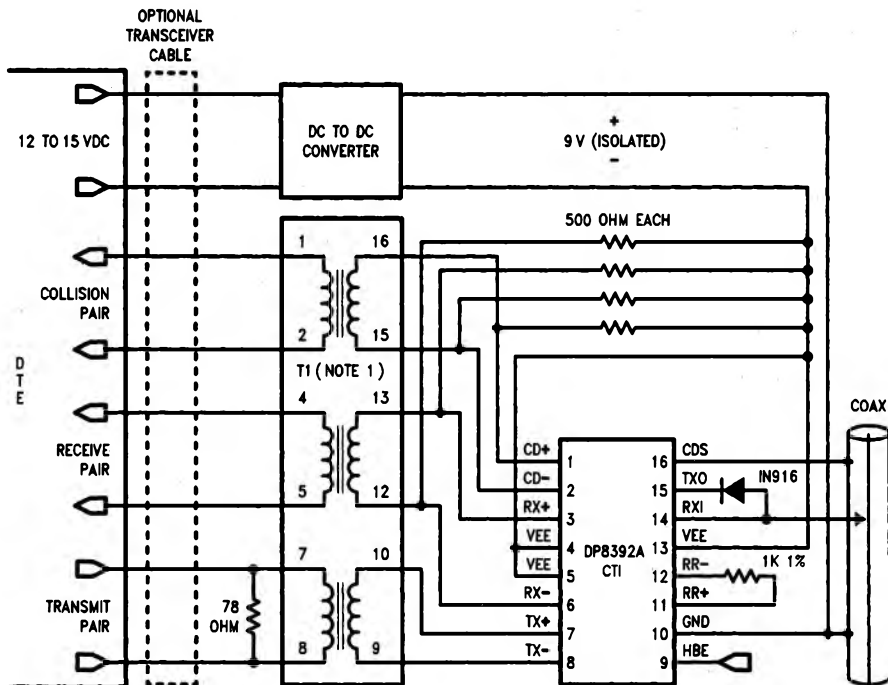 OPTIONAL
TRANSCEIVER
CABLE
12 TO 15 VDC
DC TO DC
CONVERTER
+
9 V (ISOLATED)
−
500 OHM EACH
1
16
COLLISION
PAIR
2
15
T1 (NOTE 1)
D
T
E
4
13
RECEIVE
PAIR
5
12
7
10
TRANSMIT
PAIR
78
OHM
8
9
COAX
CD+
1
16
CDS
CD-
2
15
TXO
IN916
RX+
3
14
RXI
VEE
4
13
VEE
DP8392A
CTI
1K 1%
VEE
5
12
RR-
RX-
6
11
RR+
TX+
7
10
GND
TX-
8
9
HBE